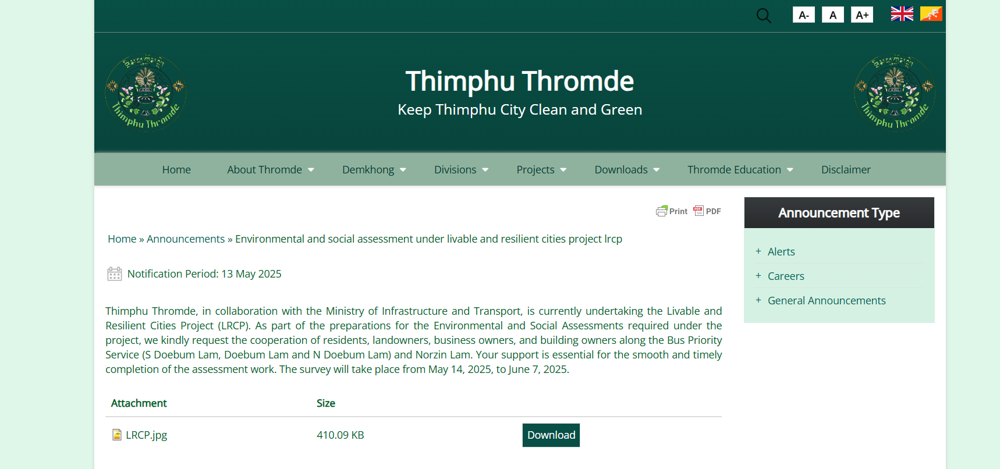 A-
A
A+
Thimphu Thromde
Thimphu Thromde
Keep Thimphu City Clean and Green
Thimphu Thromde
Home
About Thromde
Demkhong
Divisions
Projects
Downloads
Thromde Education
Disclaimer
Print
PDF
Home » Announcements » Environmental and social assessment under livable and resilient cities project lrcp
Notification Period: 13 May 2025
Thimphu Thromde, in collaboration with the Ministry of Infrastructure and Transport, is currently undertaking the Livable and
Resilient Cities Project (LRCP). As part of the preparations for the Environmental and Social Assessments required under the
project, we kindly request the cooperation of residents, landowners, business owners, and building owners along the Bus Priority
Service (S Doebum Lam, Doebum Lam and N Doebum Lam) and Norzin Lam. Your support is essential for the smooth and timely
completion of the assessment work. The survey will take place from May 14, 2025, to June 7, 2025.
Attachment
Size
LRCP.jpg
410.09 KB
Download
Announcement Type
+ Alerts
+ Careers
+ General Announcements